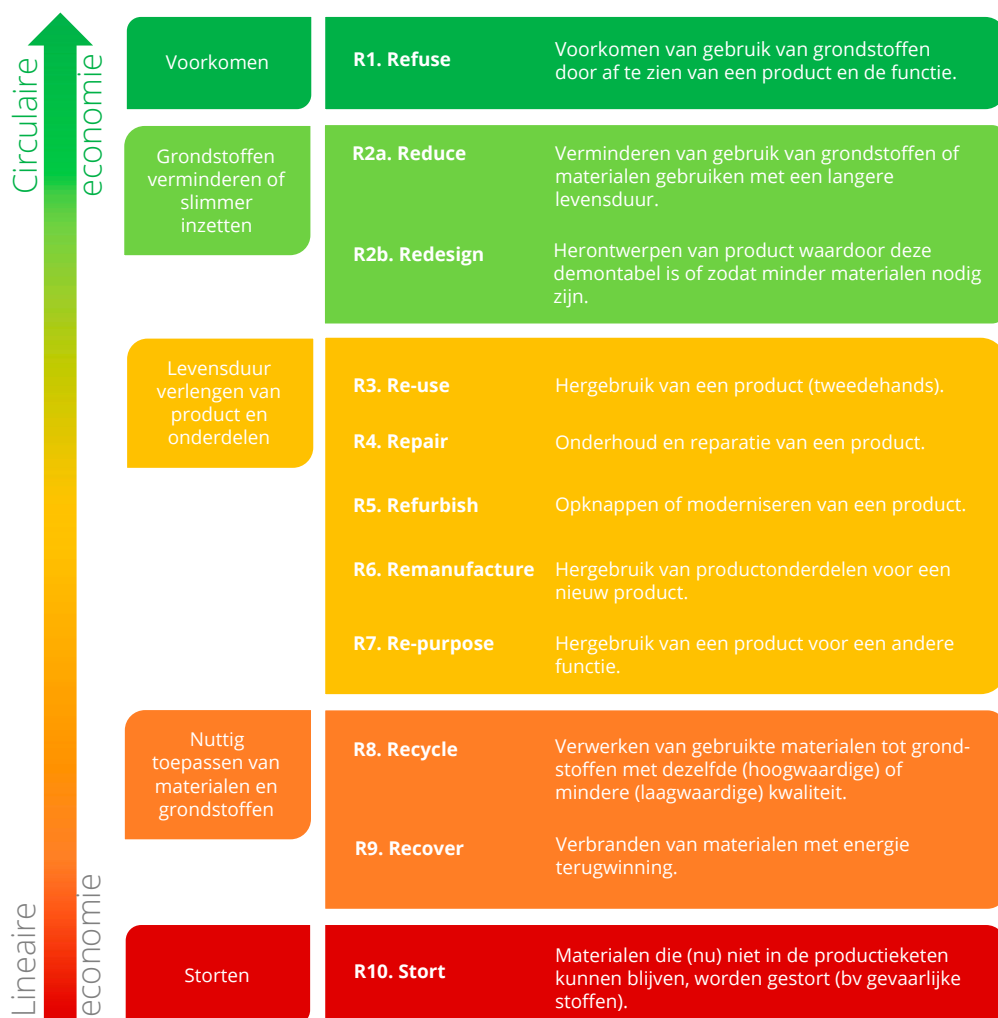 Circulaire
economie
Voorkomen
R1. Refuse
Voorkomen van gebruik van grondstoffen
door af te zien van een product en de functie.
Grondstoffen
verminderen of
slimmer
inzetten
R2a. Reduce
Verminderen van gebruik van grondstoffen of
materialen gebruiken met een langere
levensduur.
R2b. Redesign
Herontwerpen van product waardoor deze
demontabel is of zodat minder materialen nodig
zijn.
Levensduur
verlengen van
product en
onderdelen
R3. Re-use
Hergebruik van een product (tweedehands).
R4. Repair
Onderhoud en reparatie van een product.
R5. Refurbish
Opknappen of moderniseren van een product.
R6. Remanufacture
Hergebruik van productonderdelen voor een
nieuw product.
R7. Re-purpose
Hergebruik van een product voor een andere
functie.
Nuttig
toepassen van
materialen en
grondstoffen
R8. Recycle
Verwerken van gebruikte materialen tot grond-
stoffen met dezelfde (hoogwaardige) of
mindere (laagwaardige) kwaliteit.
R9. Recover
Verbranden van materialen met energie
terugwinning.
Lineaire
economie
Storten
R10. Stort
Materialen die (nu) niet in de productieketen
kunnen blijven, worden gestort (bv gevaarlijke
stoffen).